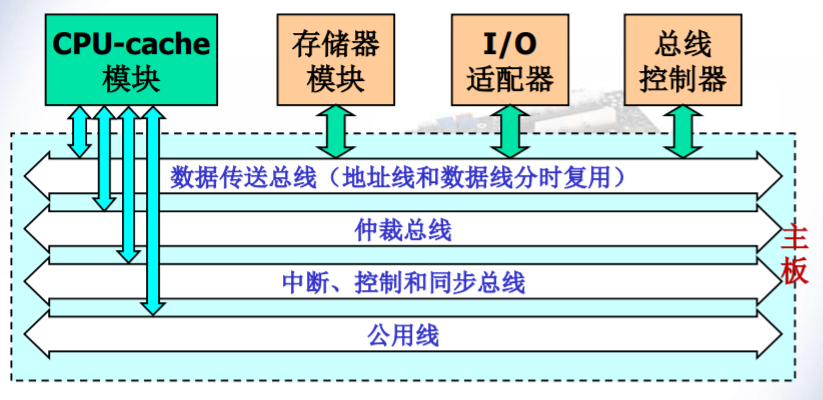 CPU-cache
模块
存储器
模块
I/O
适配器
总线
控制器
数据传送总线（地址线和数据线分时复用）
仲裁总线
中断、控制和同步总线
公用线
主
板